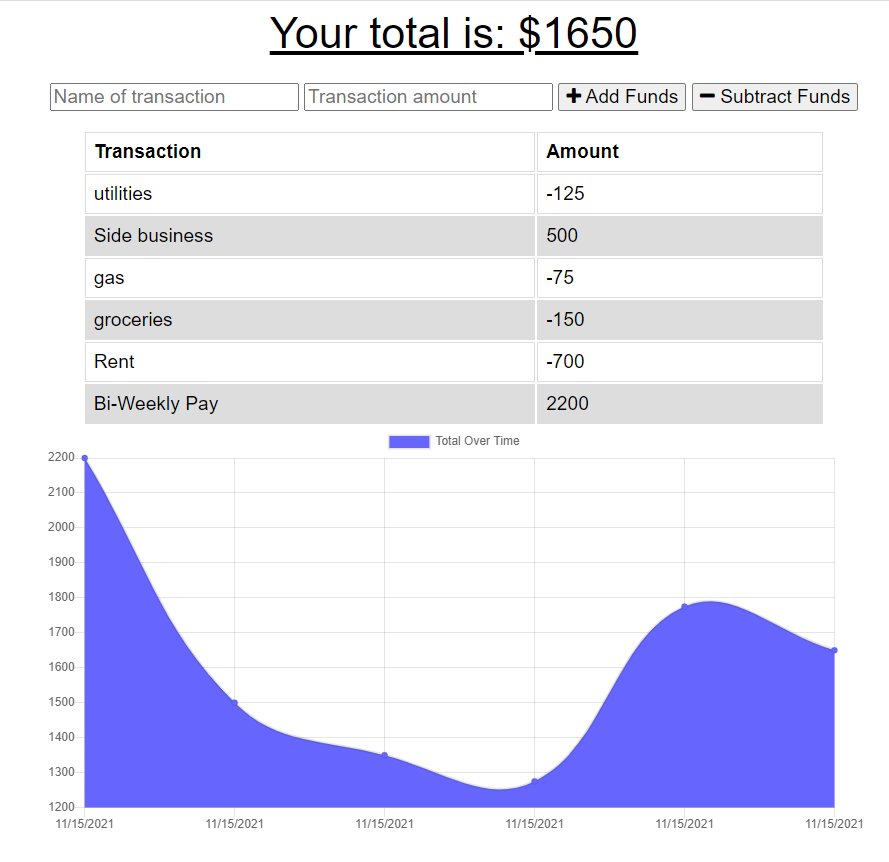 Your total is: $1650
Name of transaction Transaction amount Add Funds Subtract Funds
Transaction Amount
utilities -125
Side business 500
gas -75
groceries -150
Rent -700
Bi-Weekly Pay 2200
Total Over Time
2200
2100
2000
1900
1800
1700
1600
1500
1400
1300
1200
11/15/2021 11/15/2021 11/15/2021 11/15/2021 11/15/2021 11/15/2021